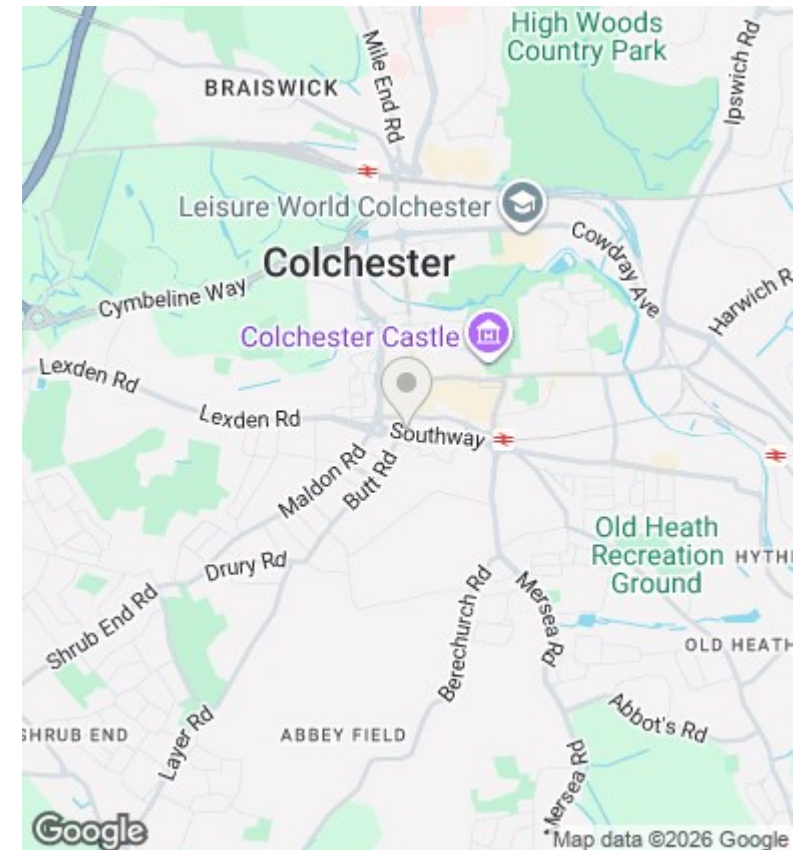 High Woods
Country Park
Ipswich Rd
Mile End Rd
BRAISWICK
Leisure World Colchester
Colchester
Cowdray Ave
Cymbeline Way
Harwich R
Colchester Castle
Lexden Rd
Lexden Rd
Southway
Maldon Rd
Butt Rd
Old Heath
Recreation
Ground
HYTH
Drury Rd
Shrub End Rd
Berechurch Rd
Mersea Rd
OLD HEATH
Layer Rd
SHRUB END
ABBEY FIELD
Abbot's Rd
Mersea Rd
Google
Map data ©2026 Google